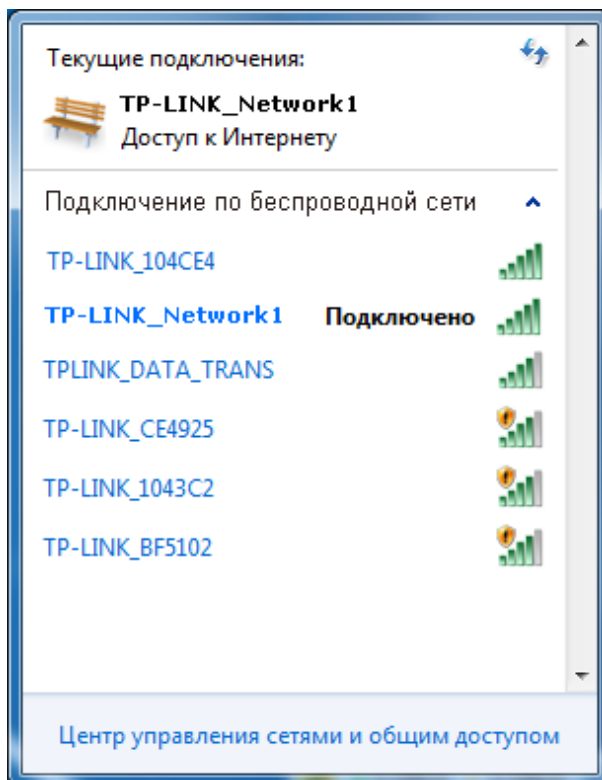 Текущие подключения:
TP-LINK_Network1
Доступ к Интернету
Подключение по беспроводной сети
TP-LINK_104CE4
TP-LINK_Network1 Подключено
TPLINK_DATA_TRANS
TP-LINK_CE4925
TP-LINK_1043C2
TP-LINK_BF5102
Центр управления сетями и общим доступом